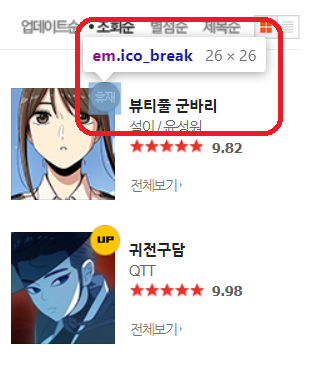 업데이트순 • 조회순 별점순 제목순
em.ico_break 26 × 26
휴재
뷰티풀 군바리
설이 / 윤성원
★★★★★ 9.82
전체보기 ›
UP
귀전구담
QTT
★★★★★ 9.98
전체보기 ›